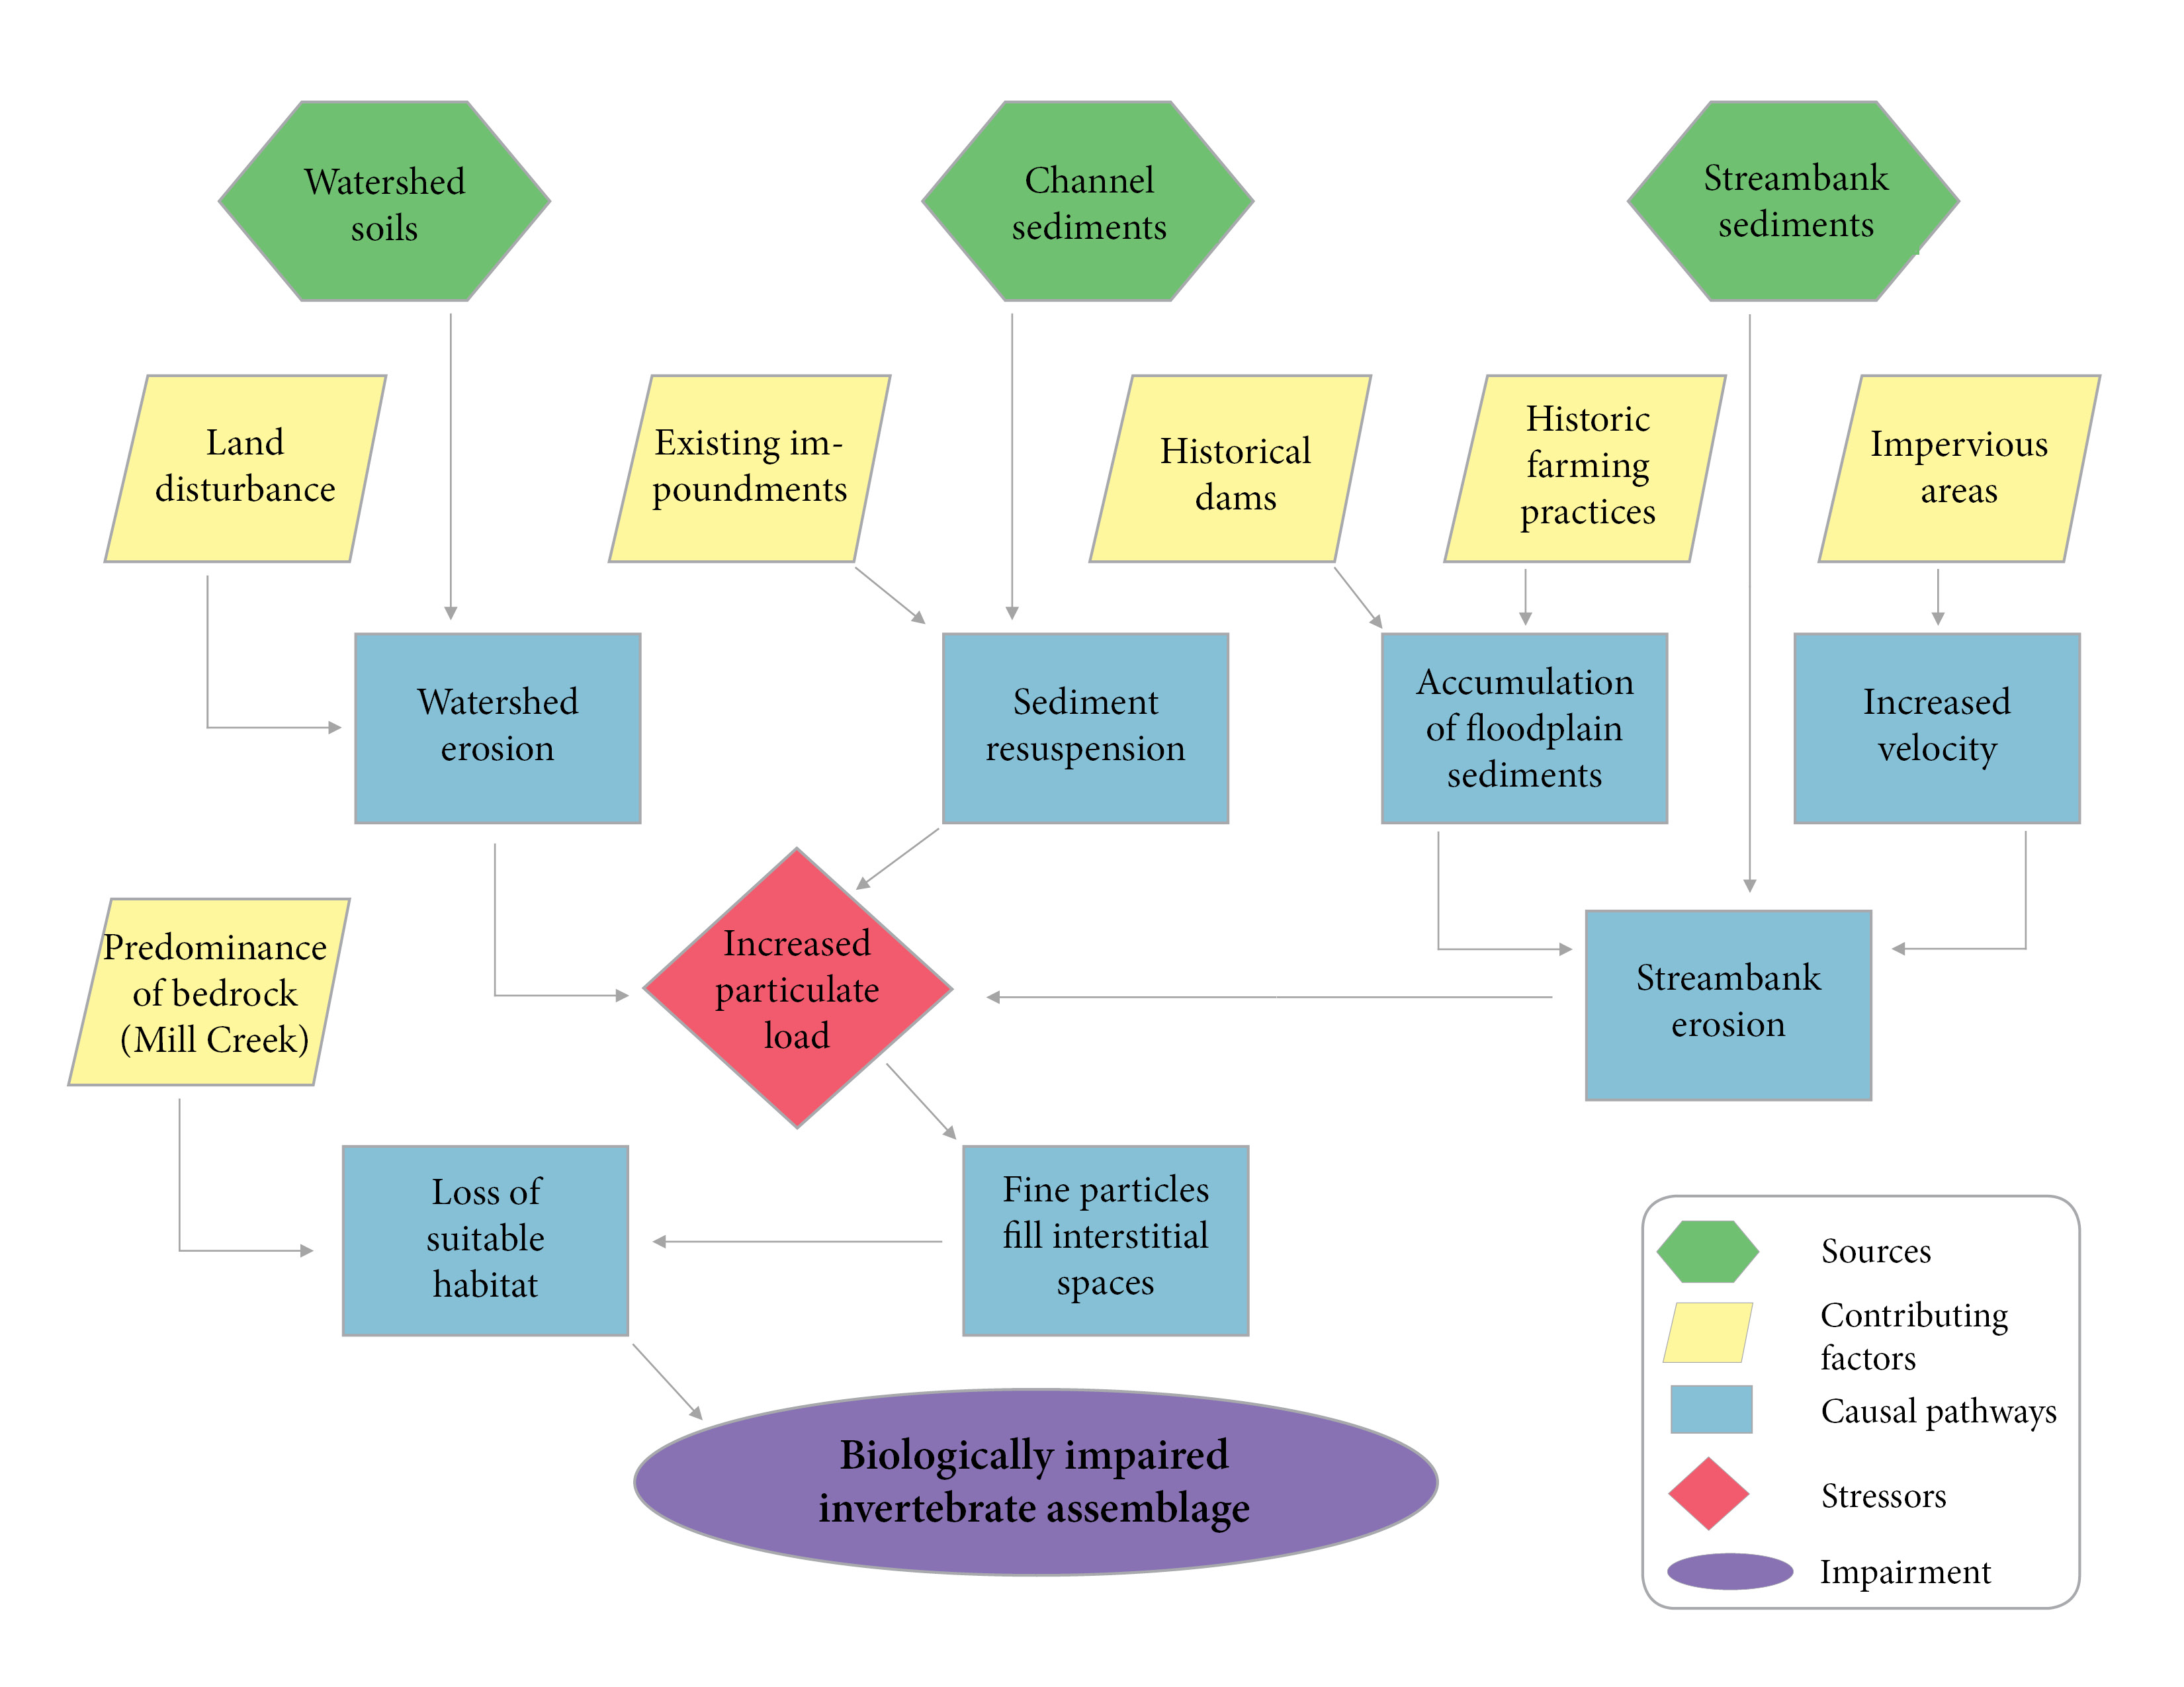 Watershed
soils
Channel
sediments
Streambank
sediments
Land
disturbance
Existing im-
poundments
Historical
dams
Historic
farming
practices
Impervious
areas
Watershed
erosion
Sediment
resuspension
Accumulation
of floodplain
sediments
Increased
velocity
Predominance
of bedrock
(Mill Creek)
Increased
particulate
load
Streambank
erosion
Loss of
suitable
habitat
Fine particles
fill interstitial
spaces
Biologically impaired
invertebrate assemblage
Sources
Contributing
factors
Causal pathways
Stressors
Impairment